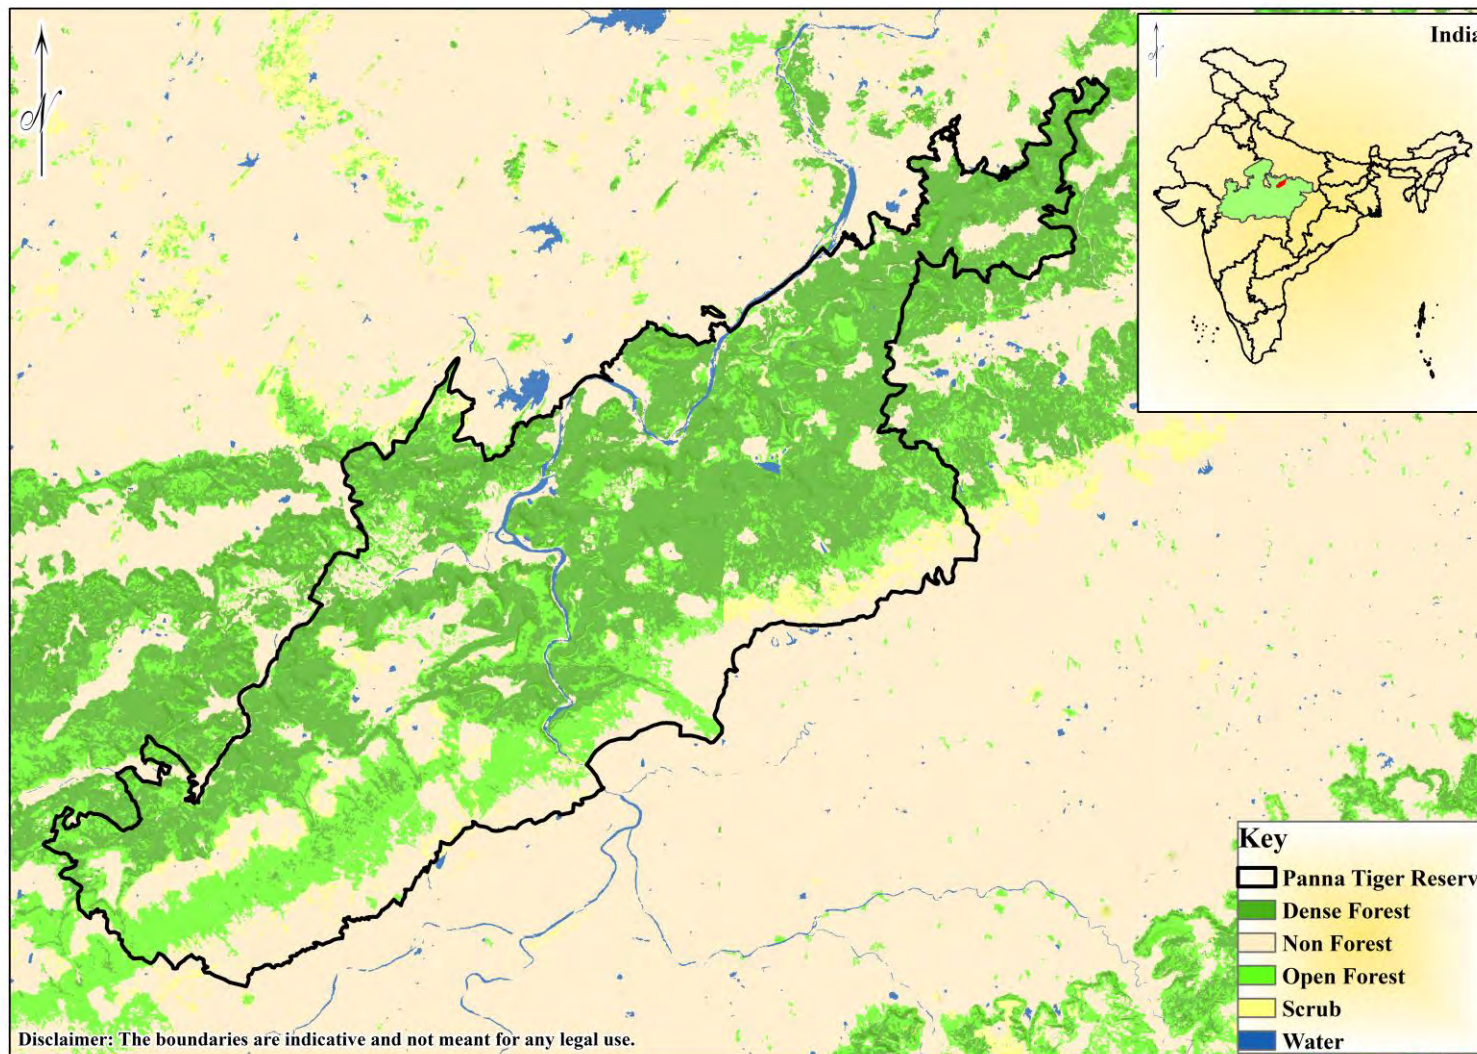 N
N
India
Key
Panna Tiger Reserv
Dense Forest
Non Forest
Open Forest
Scrub
Water
Disclaimer: The boundaries are indicative and not meant for any legal use.